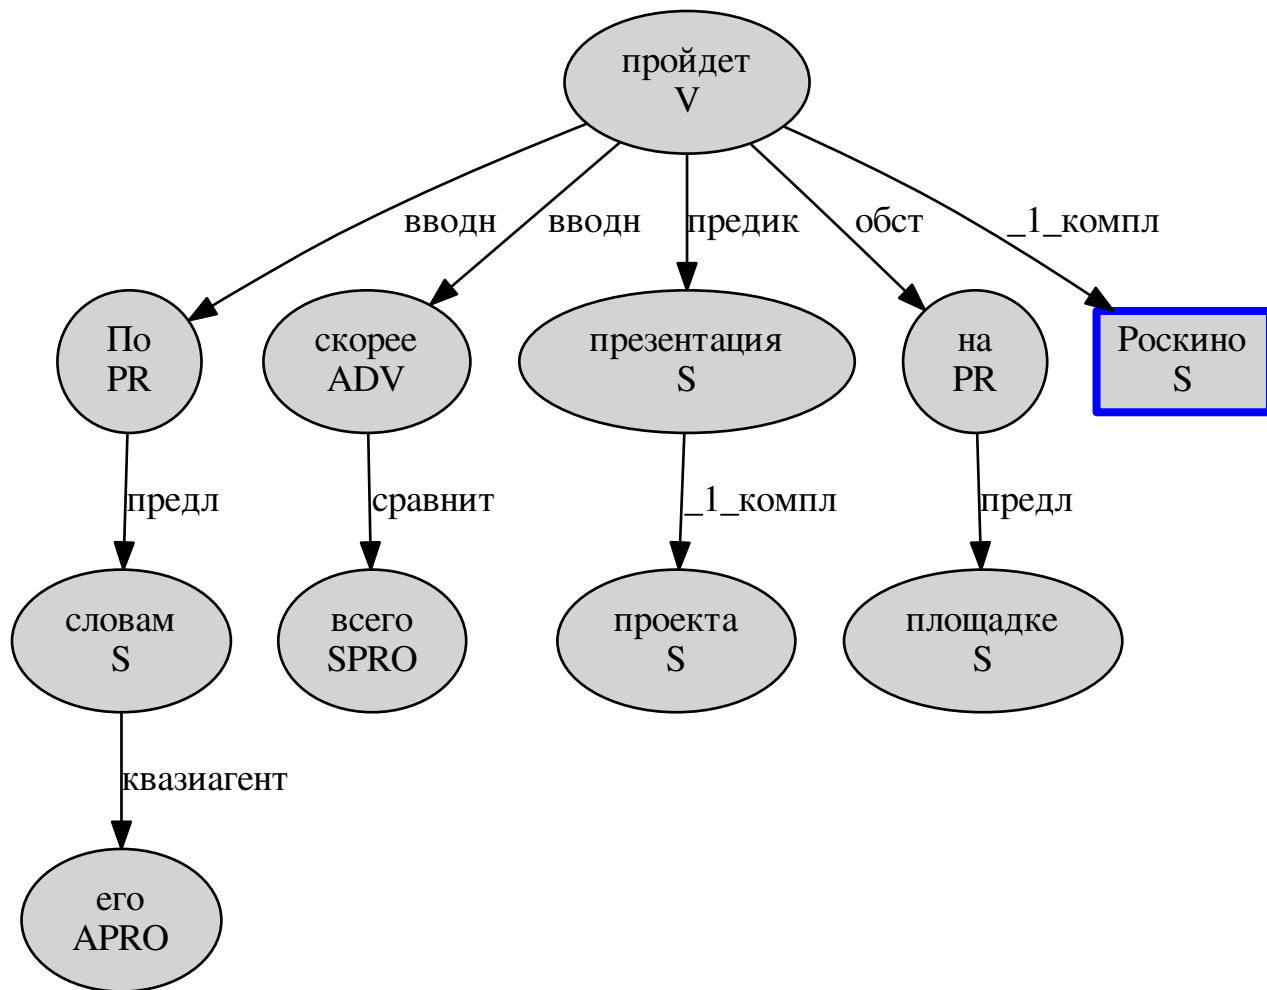 пройдет
V
вводн
вводн
предик
обст
_1_компл
По
PR
скорее
ADV
презентация
S
на
PR
Роскино
S
предл
сравнит
_1_компл
предл
словам
S
всего
SPRO
проекта
S
площадке
S
квазиагент
его
APRO